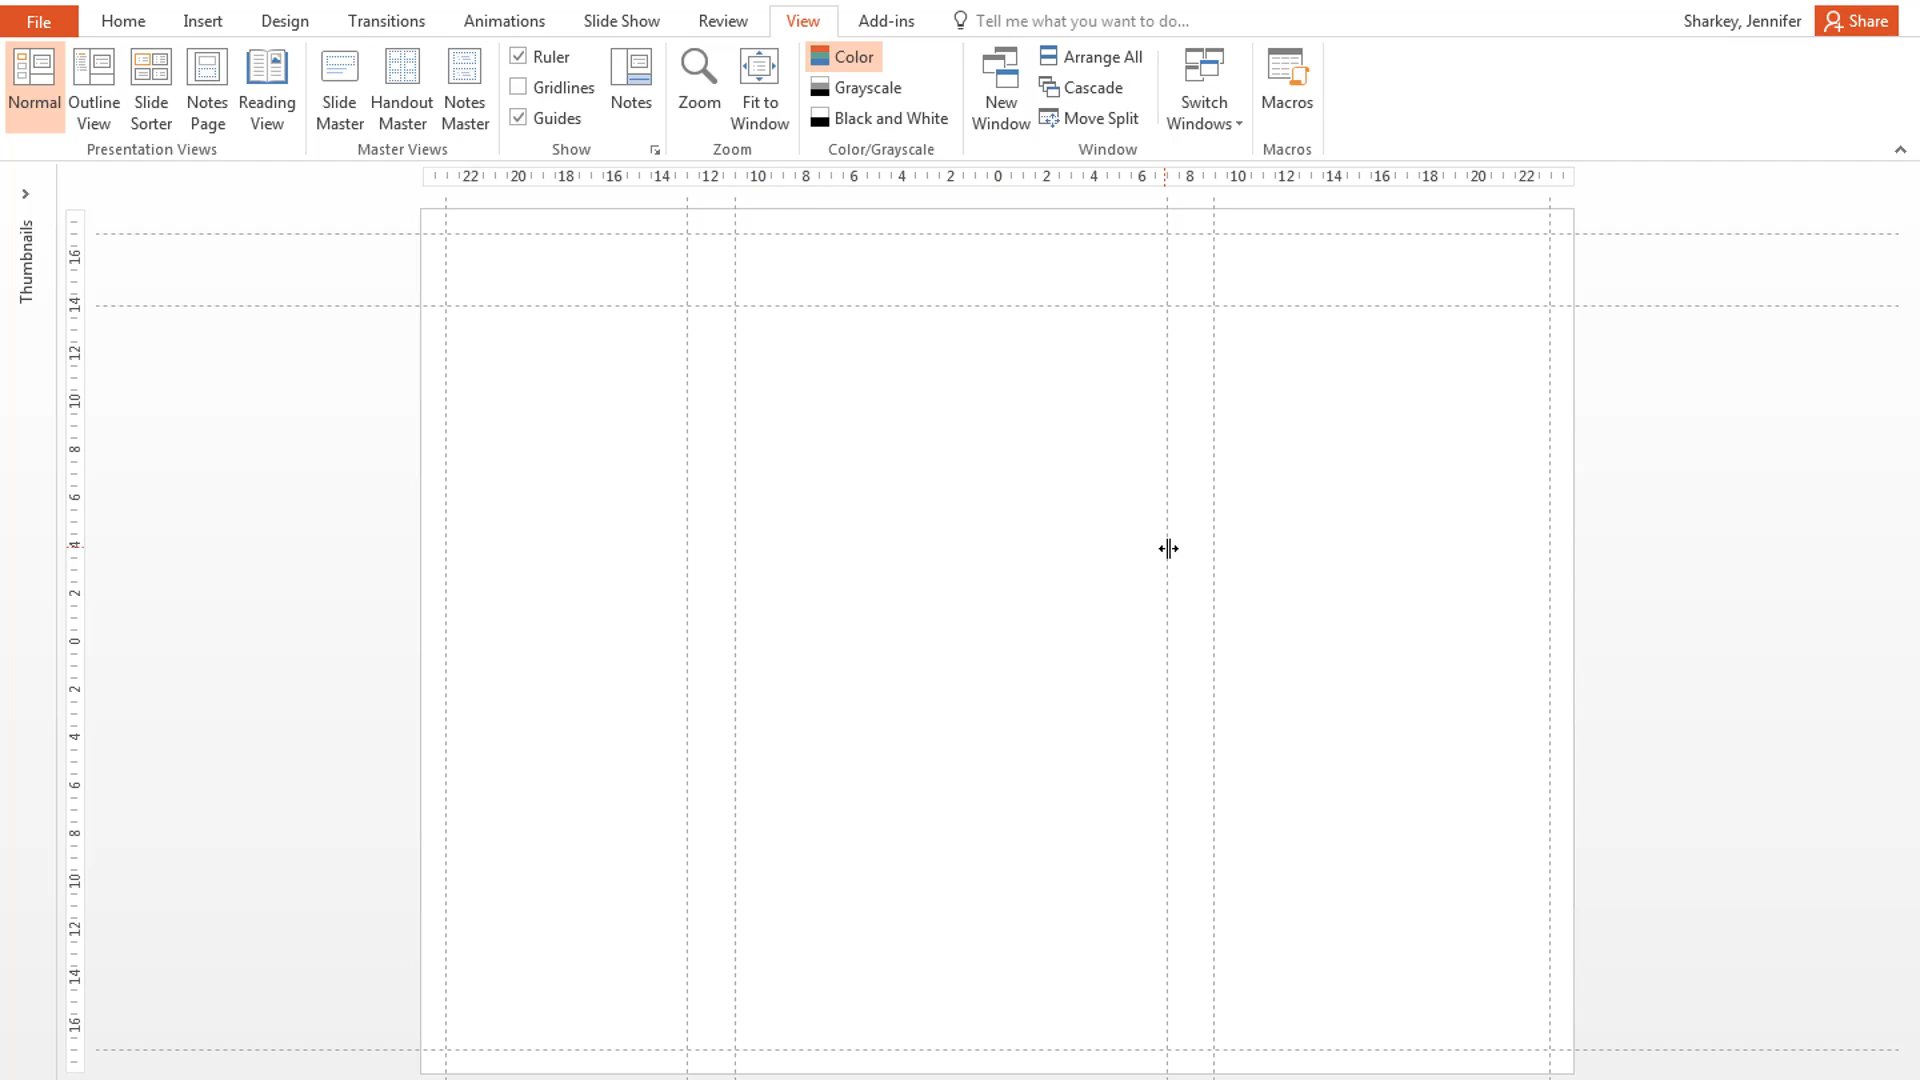 File Home Insert Design Transitions Animations Slide Show Review View Add-ins Tell me what you want to do... Sharkey, Jennifer Share
Normal
Outline View
Slide Sorter
Notes Page
Reading View
Presentation Views
Slide Master
Handout Master
Notes Master
Master Views
Ruler
Gridlines
Guides
Notes
Show
Zoom
Fit to Window
Zoom
Color
Grayscale
Black and White
Color/Grayscale
New Window
Arrange All
Cascade
Move Split
Switch Windows
Window
Macros
Macros
22 20 18 16 14 12 10 8 6 4 2 0 2 4 6 8 10 12 14 16 18 20 22
Thumbnails
16
14
12
10
8
6
4
2
0
2
4
6
8
10
12
14
16